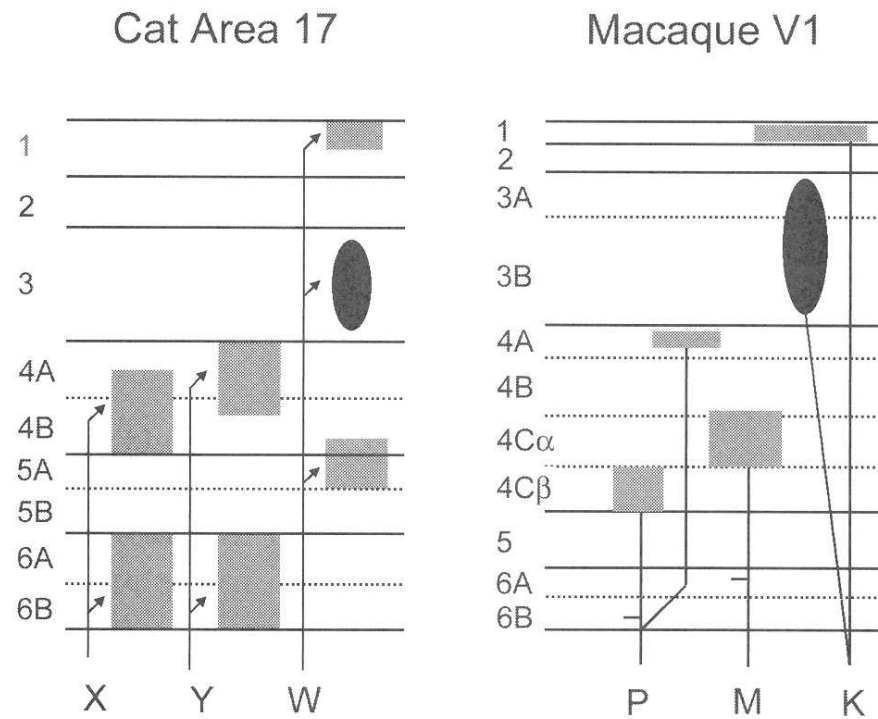 Cat Area 17
Macaque V1
1
2
3
4A
4B
5A
5B
6A
6B
X Y W
1
2
3A
3B
4A
4B
4Cα
4Cβ
5
6A
6B
P M K